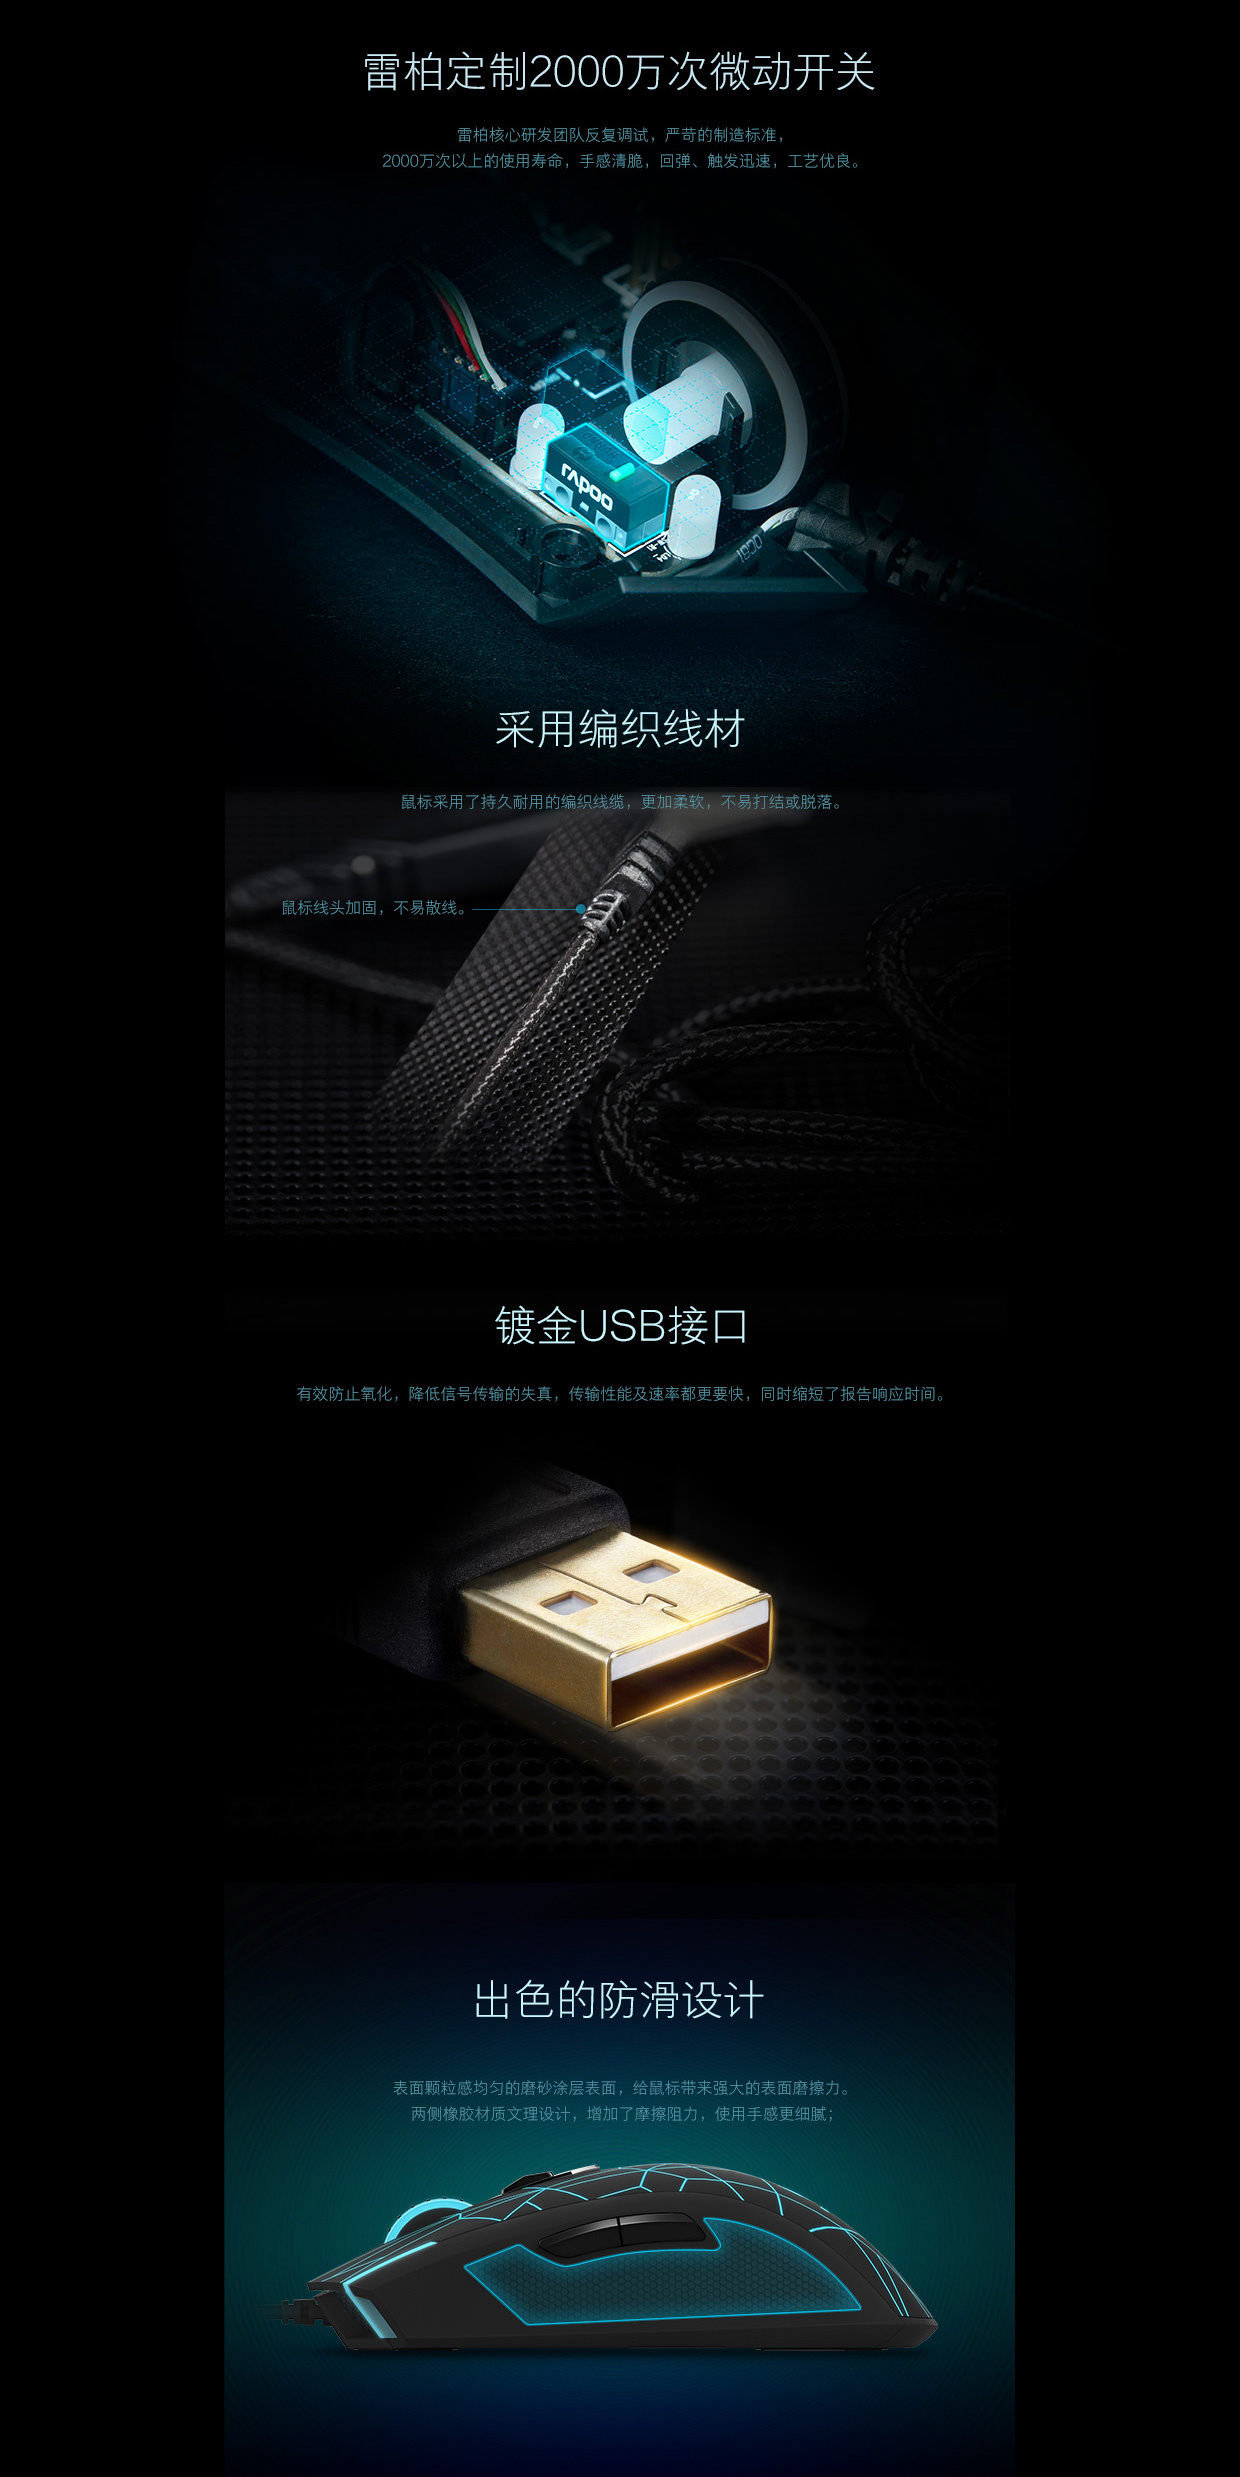 雷柏定制2000万次微动开关
雷柏核心研发团队反复调试，严苛的制造标准，
2000万次以上的使用寿命，手感清脆，回弹、触发迅速，工艺优良。
rapoo
采用编织线材
鼠标采用了持久耐用的编织线缆，更加柔软，不易打结或脱落。
鼠标线头加固，不易散线。
镀金USB接口
有效防止氧化，降低信号传输的失真，传输性能及速率都更要快，同时缩短了报告响应时间。
出色的防滑设计
表面颗粒感均匀的磨砂涂层表面，给鼠标带来强大的表面磨擦力。
两侧橡胶材质文理设计，增加了摩擦阻力，使用手感更细腻；